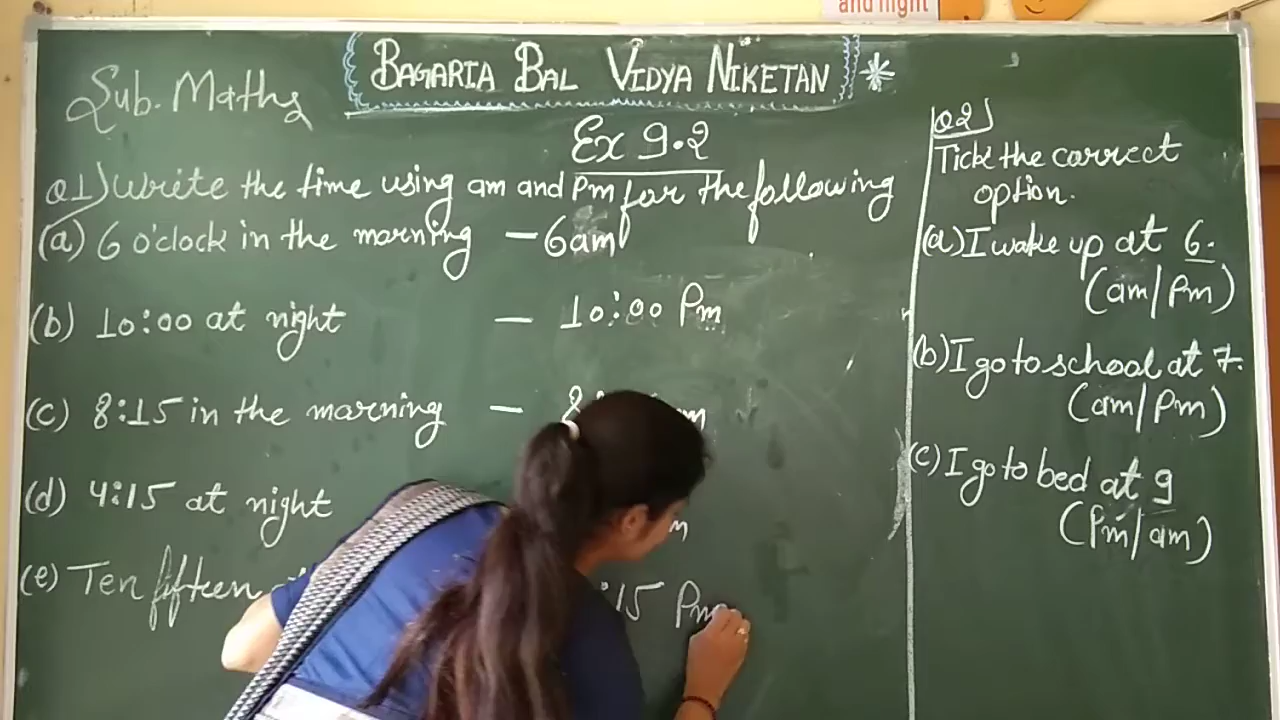 and night
BAGARIA BAL VIDYA NIKETAN
Sub. Maths
Ex 9.2
Q1) Write the time using am and Pm for the following
(a) 6 o'clock in the morning — 6am
(b) 10:00 at night — 10:00 Pm
(c) 8:15 in the morning — 8: am
(d) 4:15 at night m
(e) Ten fifteen :15 Pm
Q2)
Tick the correct
option.
(a) I wake up at 6.
(am/Pm)
(b) I go to school at 7.
(am/Pm)
(c) I go to bed at 9
(Pm/am)